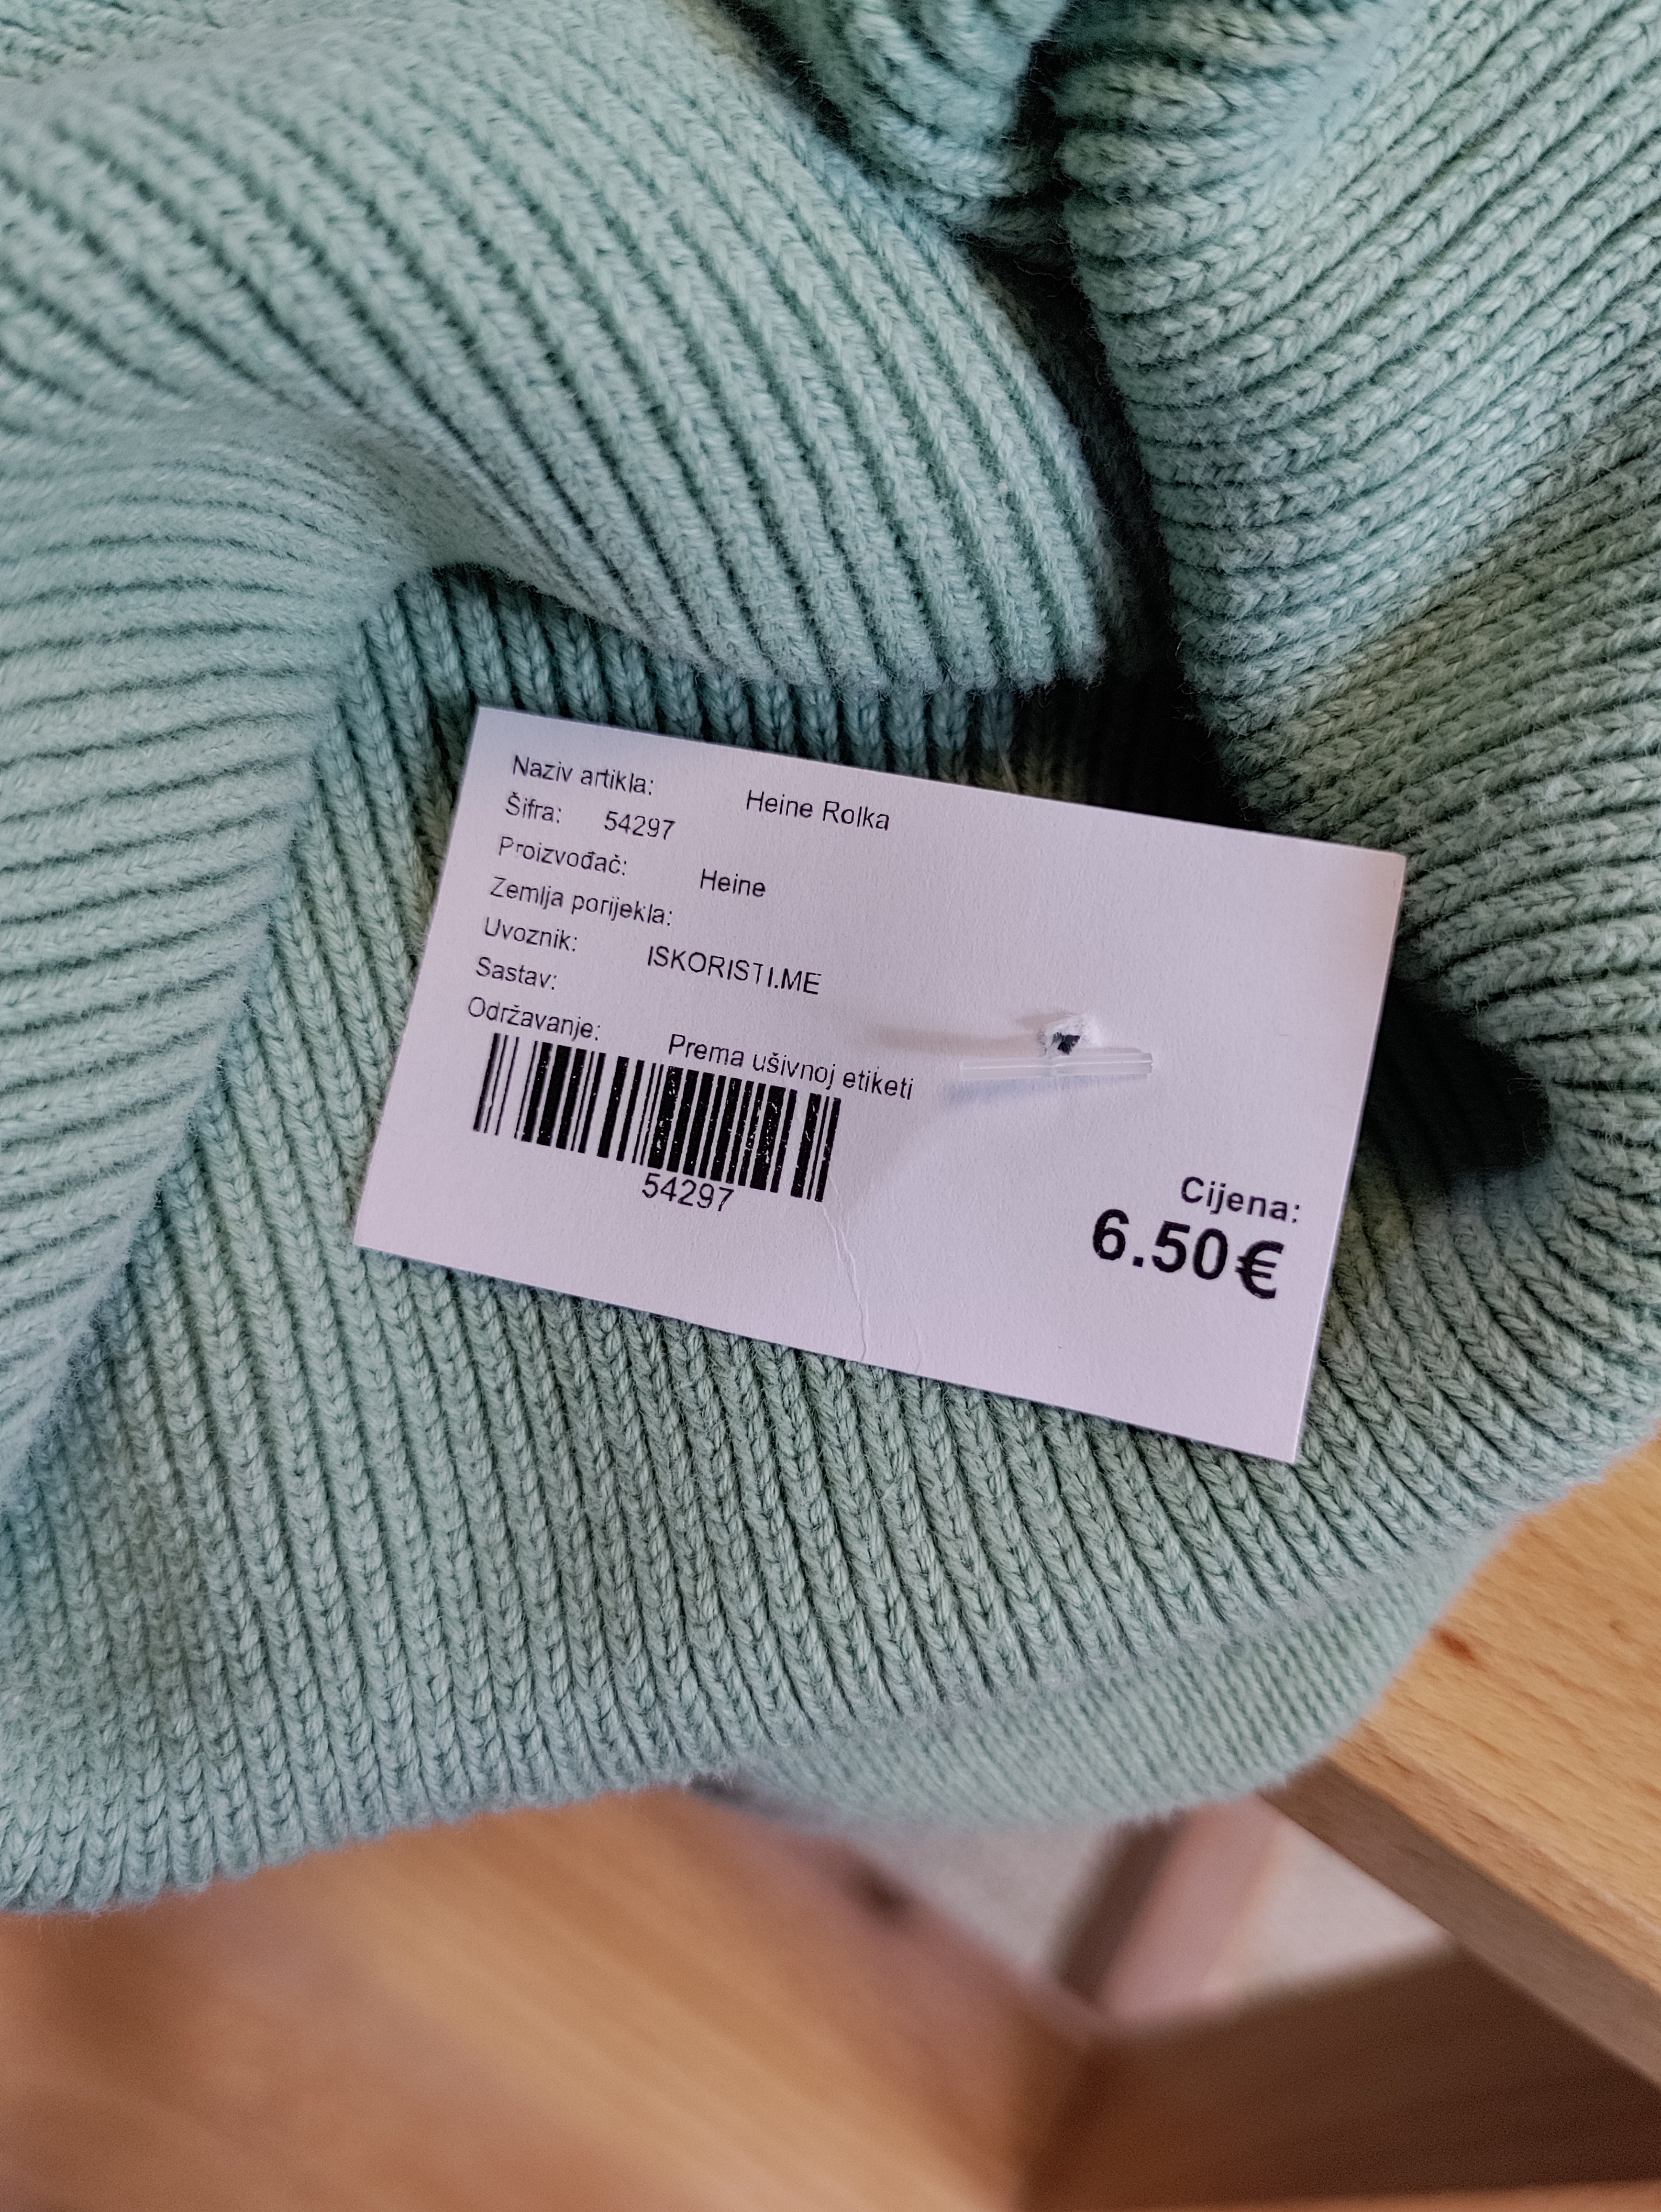 Naziv artikla: Heine Rolka
Šifra: 54297
Proizvođač: Heine
Zemlja porijekla:
Uvoznik: ISKORISTI.ME
Sastav:
Održavanje: Prema ušivnoj etiketi
54297
Cijena:
6.50€